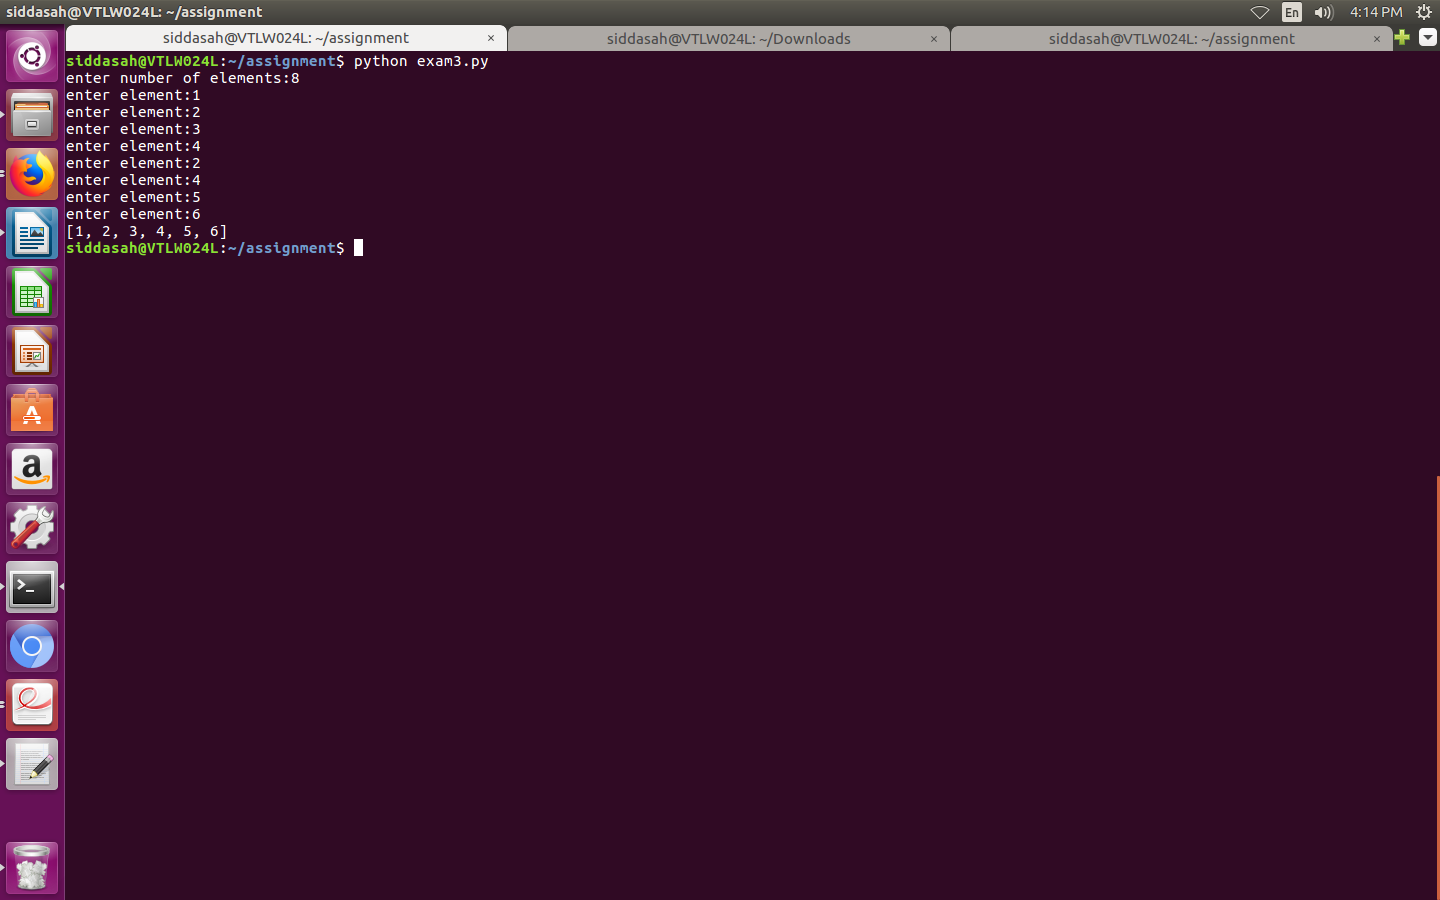 siddasah@VTLW024L: ~/assignment
En
4:14 PM
siddasah@VTLW024L: ~/assignment ×
siddasah@VTLW024L: ~/Downloads ×
siddasah@VTLW024L: ~/assignment ×
siddasah@VTLW024L:~/assignment$ python exam3.py
enter number of elements:8
enter element:1
enter element:2
enter element:3
enter element:4
enter element:2
enter element:4
enter element:5
enter element:6
[1, 2, 3, 4, 5, 6]
siddasah@VTLW024L:~/assignment$
A
a
>_